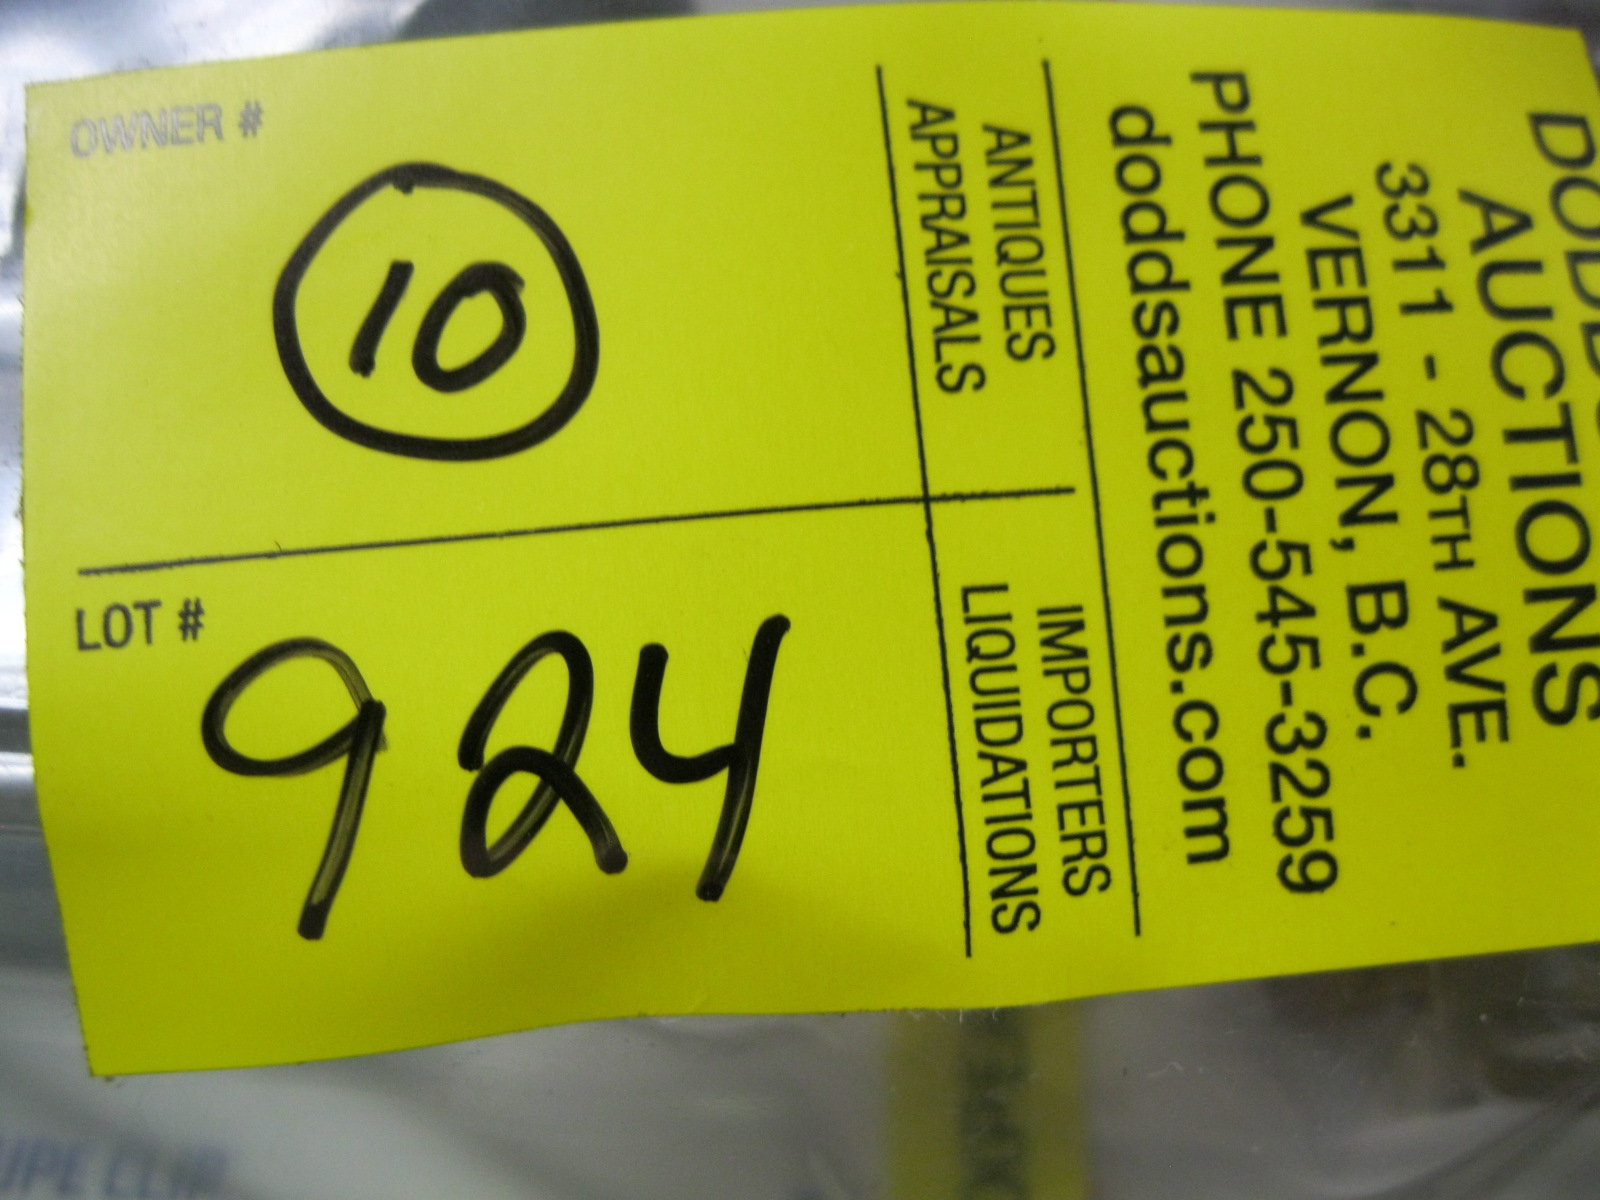 AUCTIONS
3311 - 28TH AVE.
VERNON, B.C.
PHONE 250-545-3259
doddsauctions.com
ANTIQUES
APPRAISALS
IMPORTERS
LIQUIDATIONS
OWNER #
10
LOT #
924